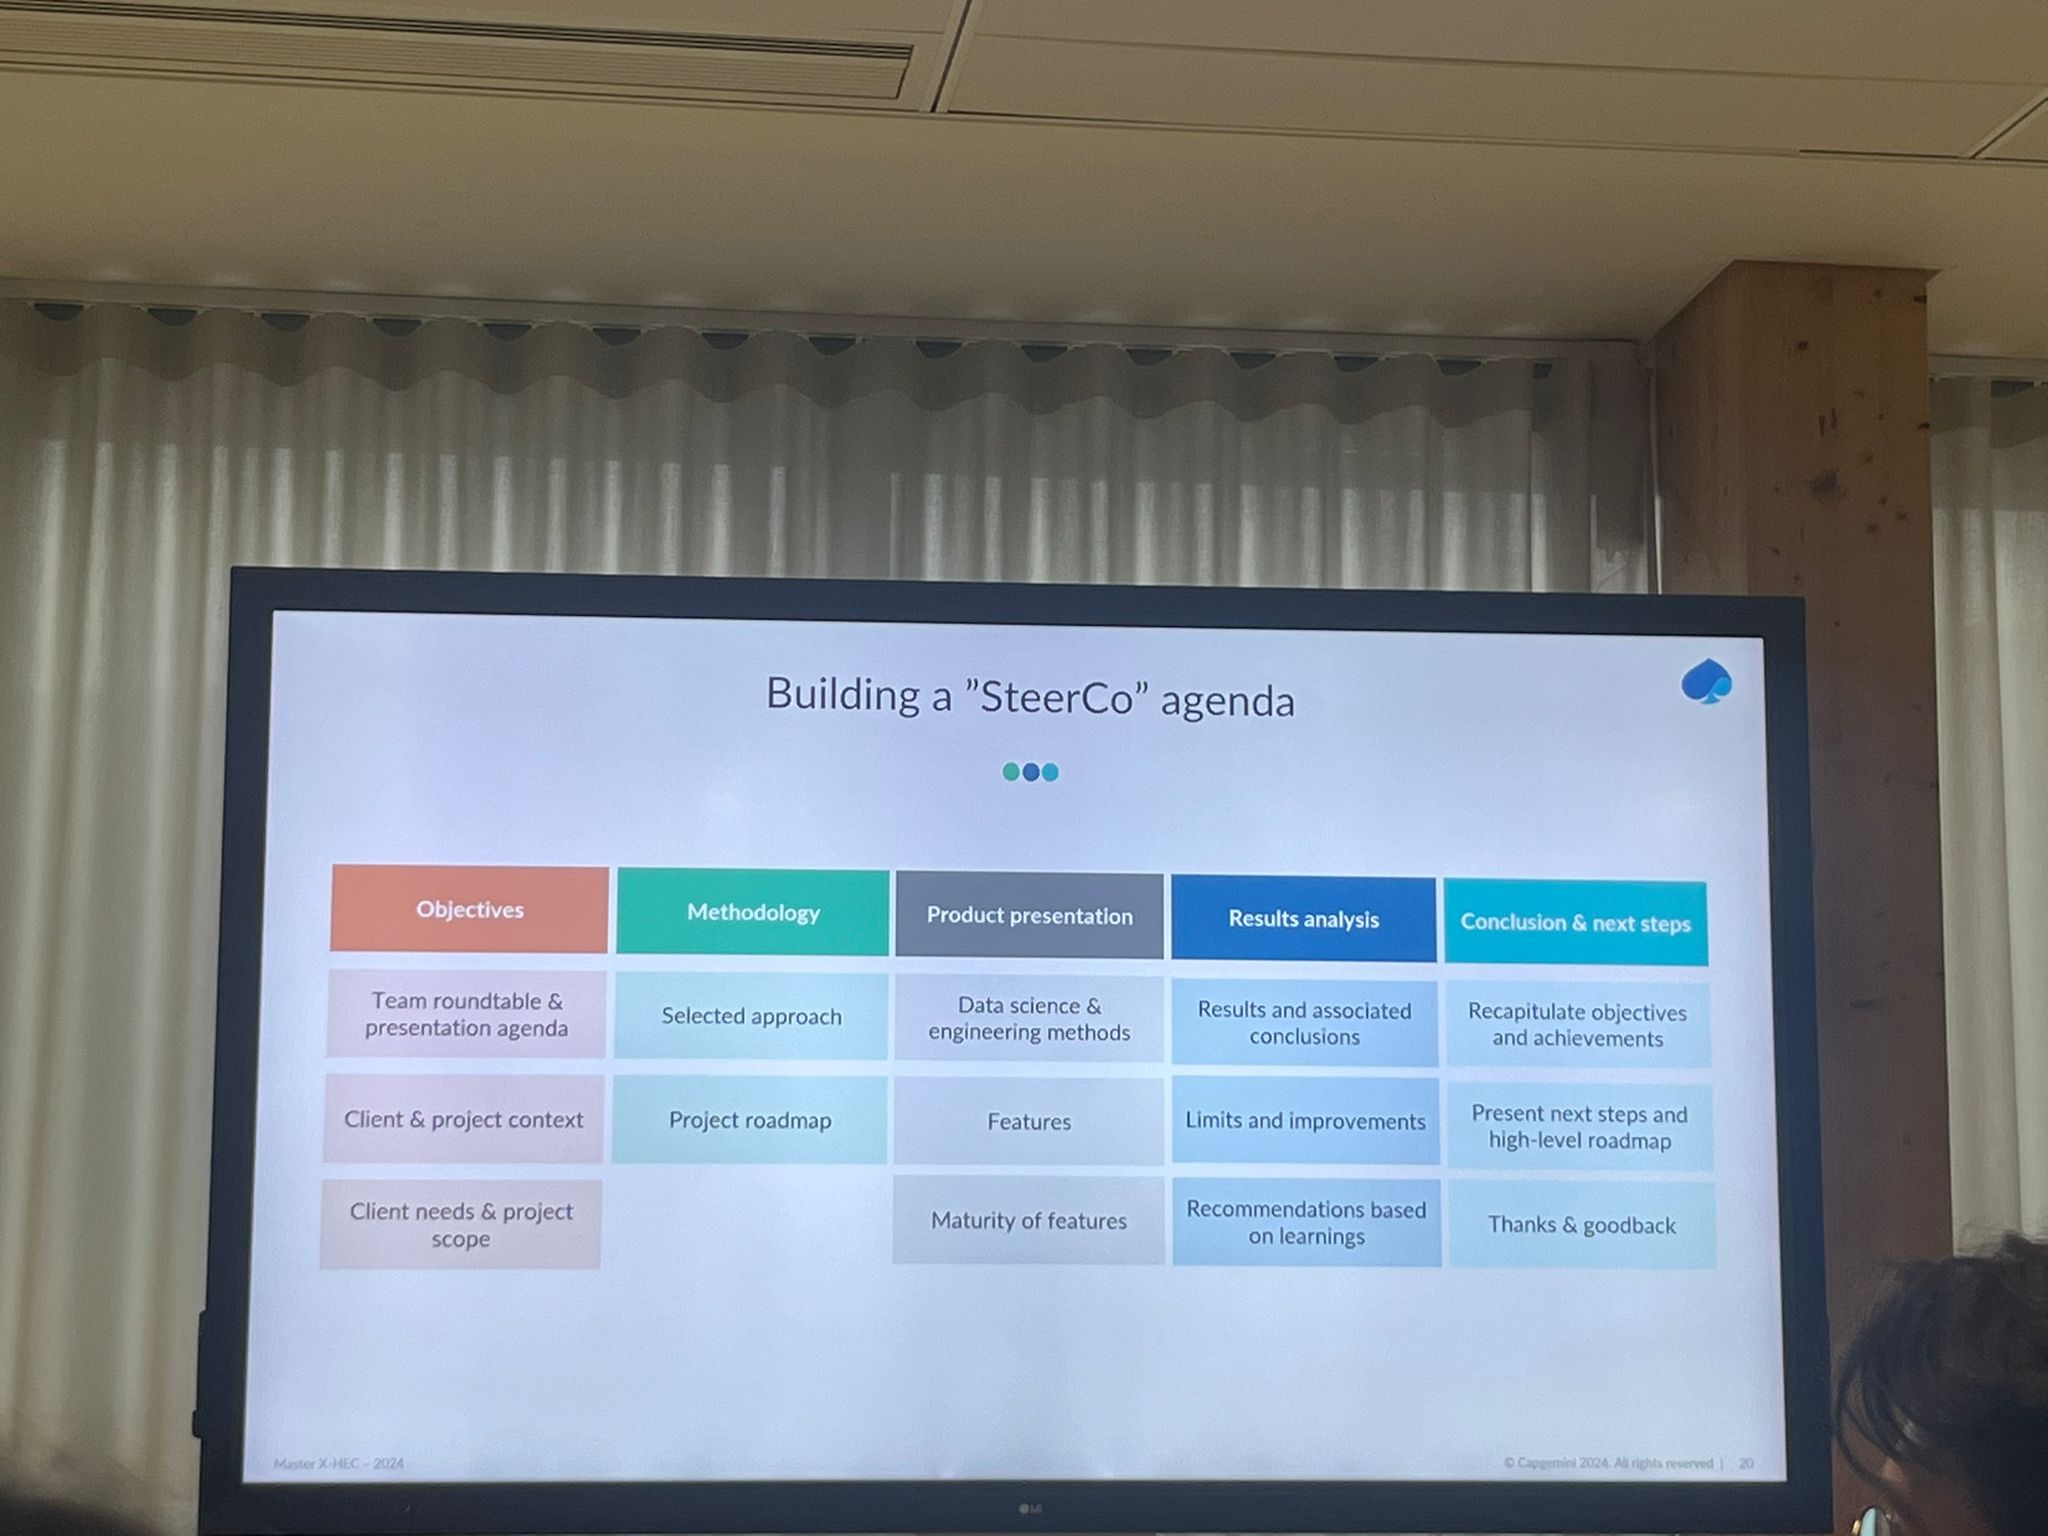 Building a ”SteerCo” agenda
Objectives
Methodology
Product presentation
Results analysis
Conclusion & next steps
Team roundtable &
presentation agenda
Selected approach
Data science &
engineering methods
Results and associated
conclusions
Recapitulate objectives
and achievements
Client & project context
Project roadmap
Features
Limits and improvements
Present next steps and
high-level roadmap
Client needs & project
scope
Maturity of features
Recommendations based
on learnings
Thanks & goodback
Master X-HEC – 2024
© Capgemini 2024. All rights reserved | 20
LG